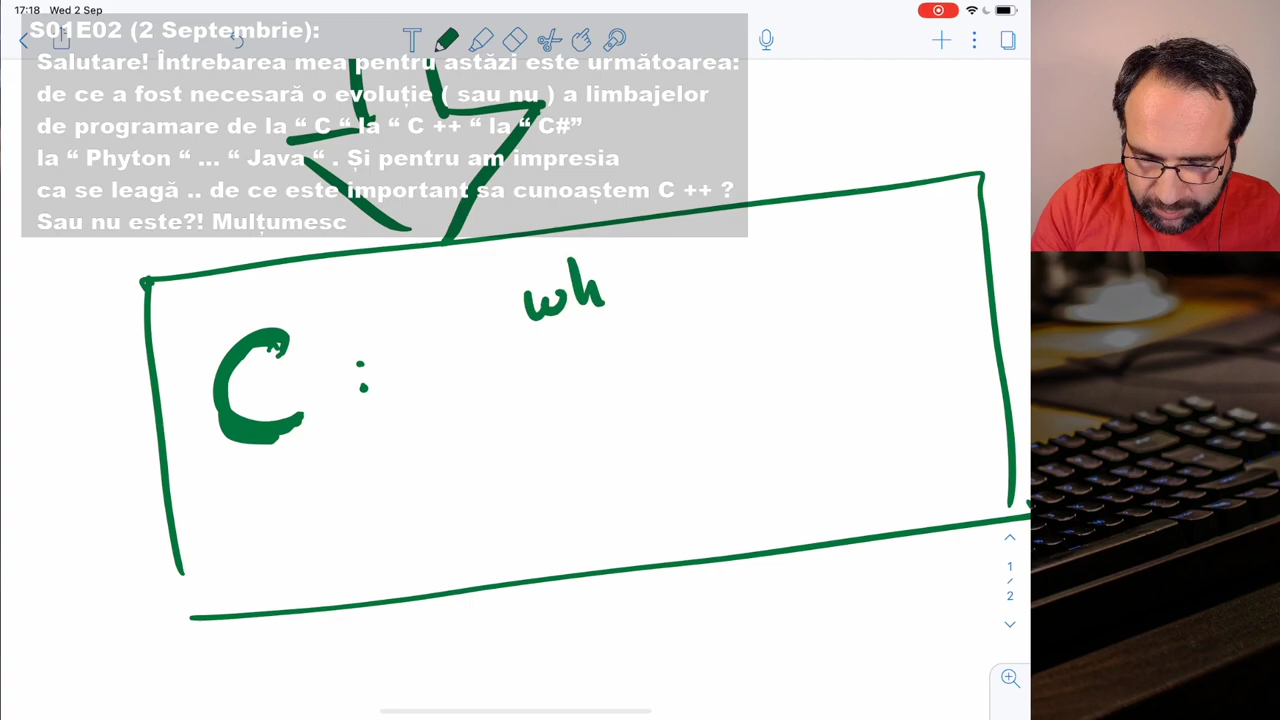 17:18 Wed 2 Sep
S01E02 (2 Septembrie):
Salutare! Întrebarea mea pentru astăzi este următoarea:
de ce a fost necesară o evoluție ( sau nu ) a limbajelor
de programare de la “ C “ la “ C ++ “ la “ C#”
la “ Phyton “ ... “ Java “ . Și pentru am impresia
ca se leagă .. de ce este important sa cunoaștem C ++ ?
Sau nu este?! Mulțumesc
wh
C :
1
/
2